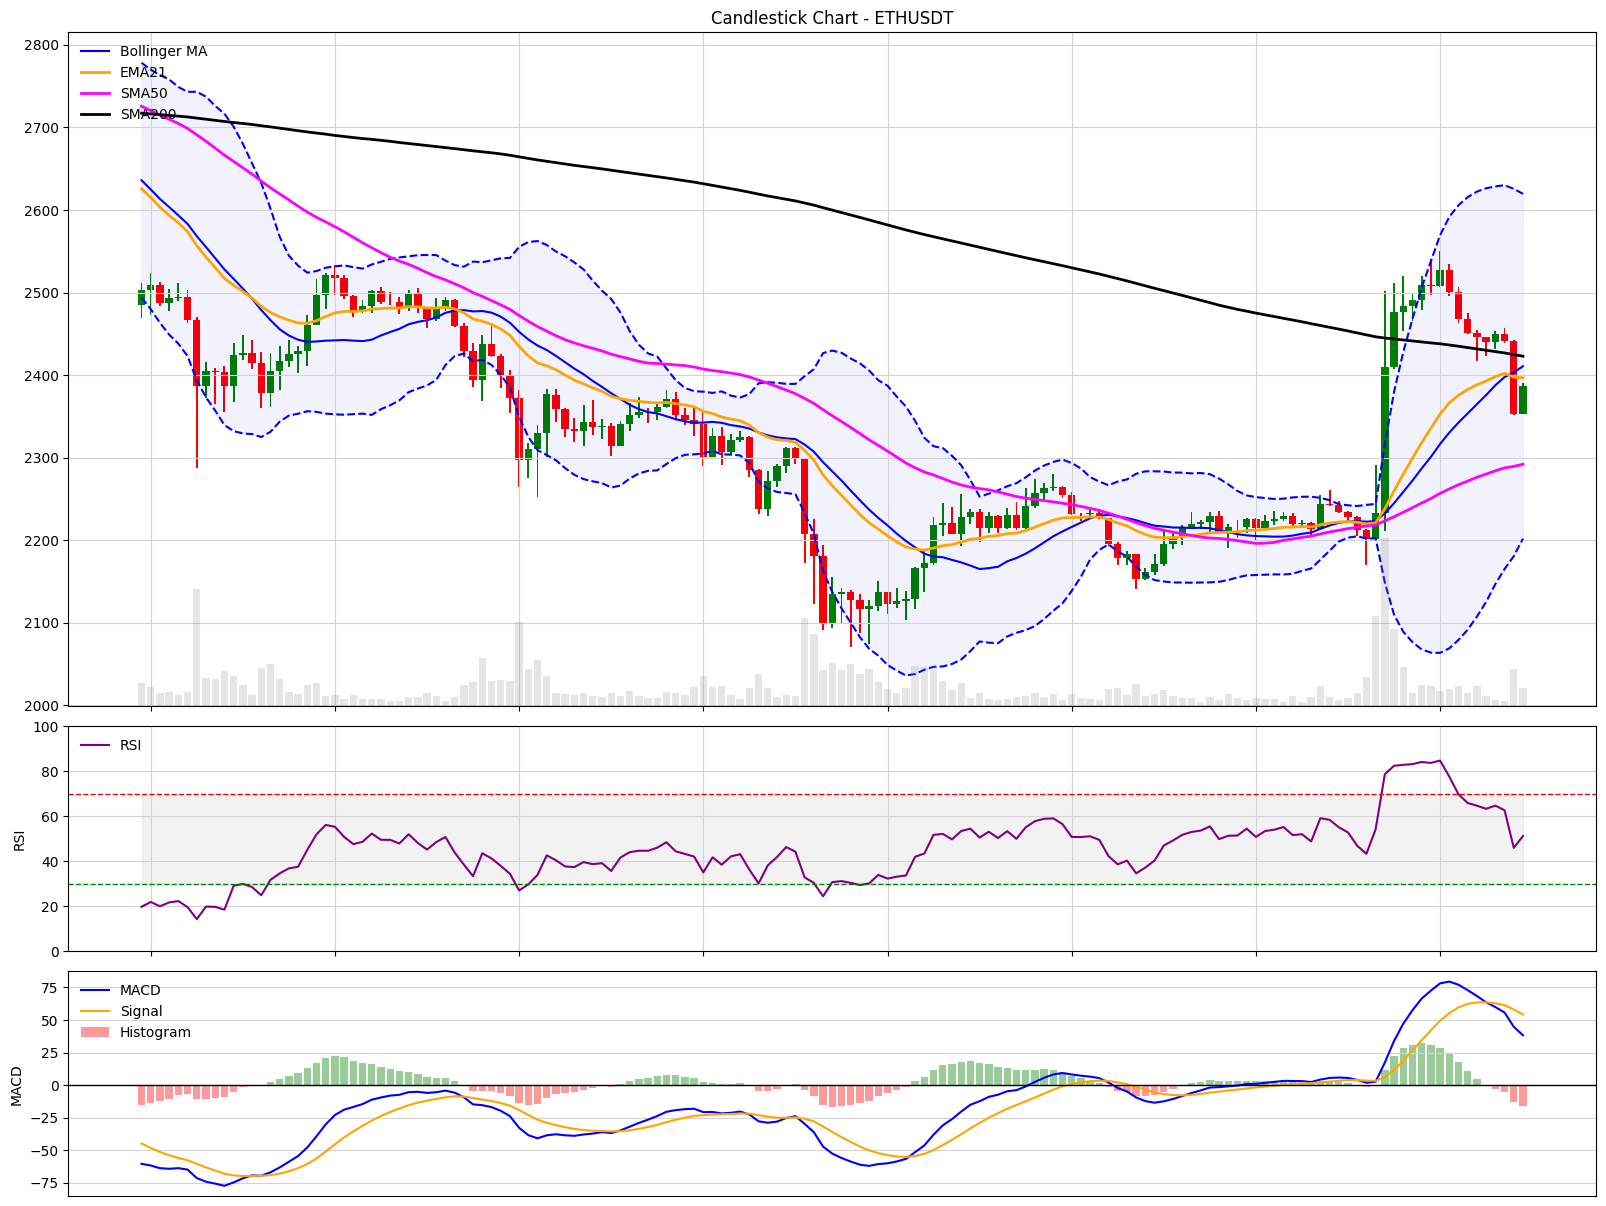 Candlestick Chart - ETHUSDT
Bollinger MA
EMA21
SMA50
SMA200
2800
2700
2600
2500
2400
2300
2200
2100
2000
RSI
RSI
100
80
60
40
20
0
MACD
Signal
Histogram
MACD
75
50
25
0
−25
−50
−75